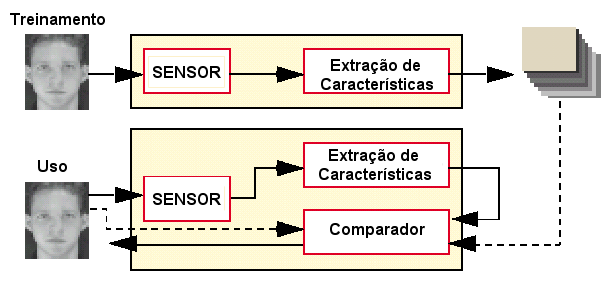 Treinamento
SENSOR
Extração de
Características
Uso
SENSOR
Extração de
Características
Comparador